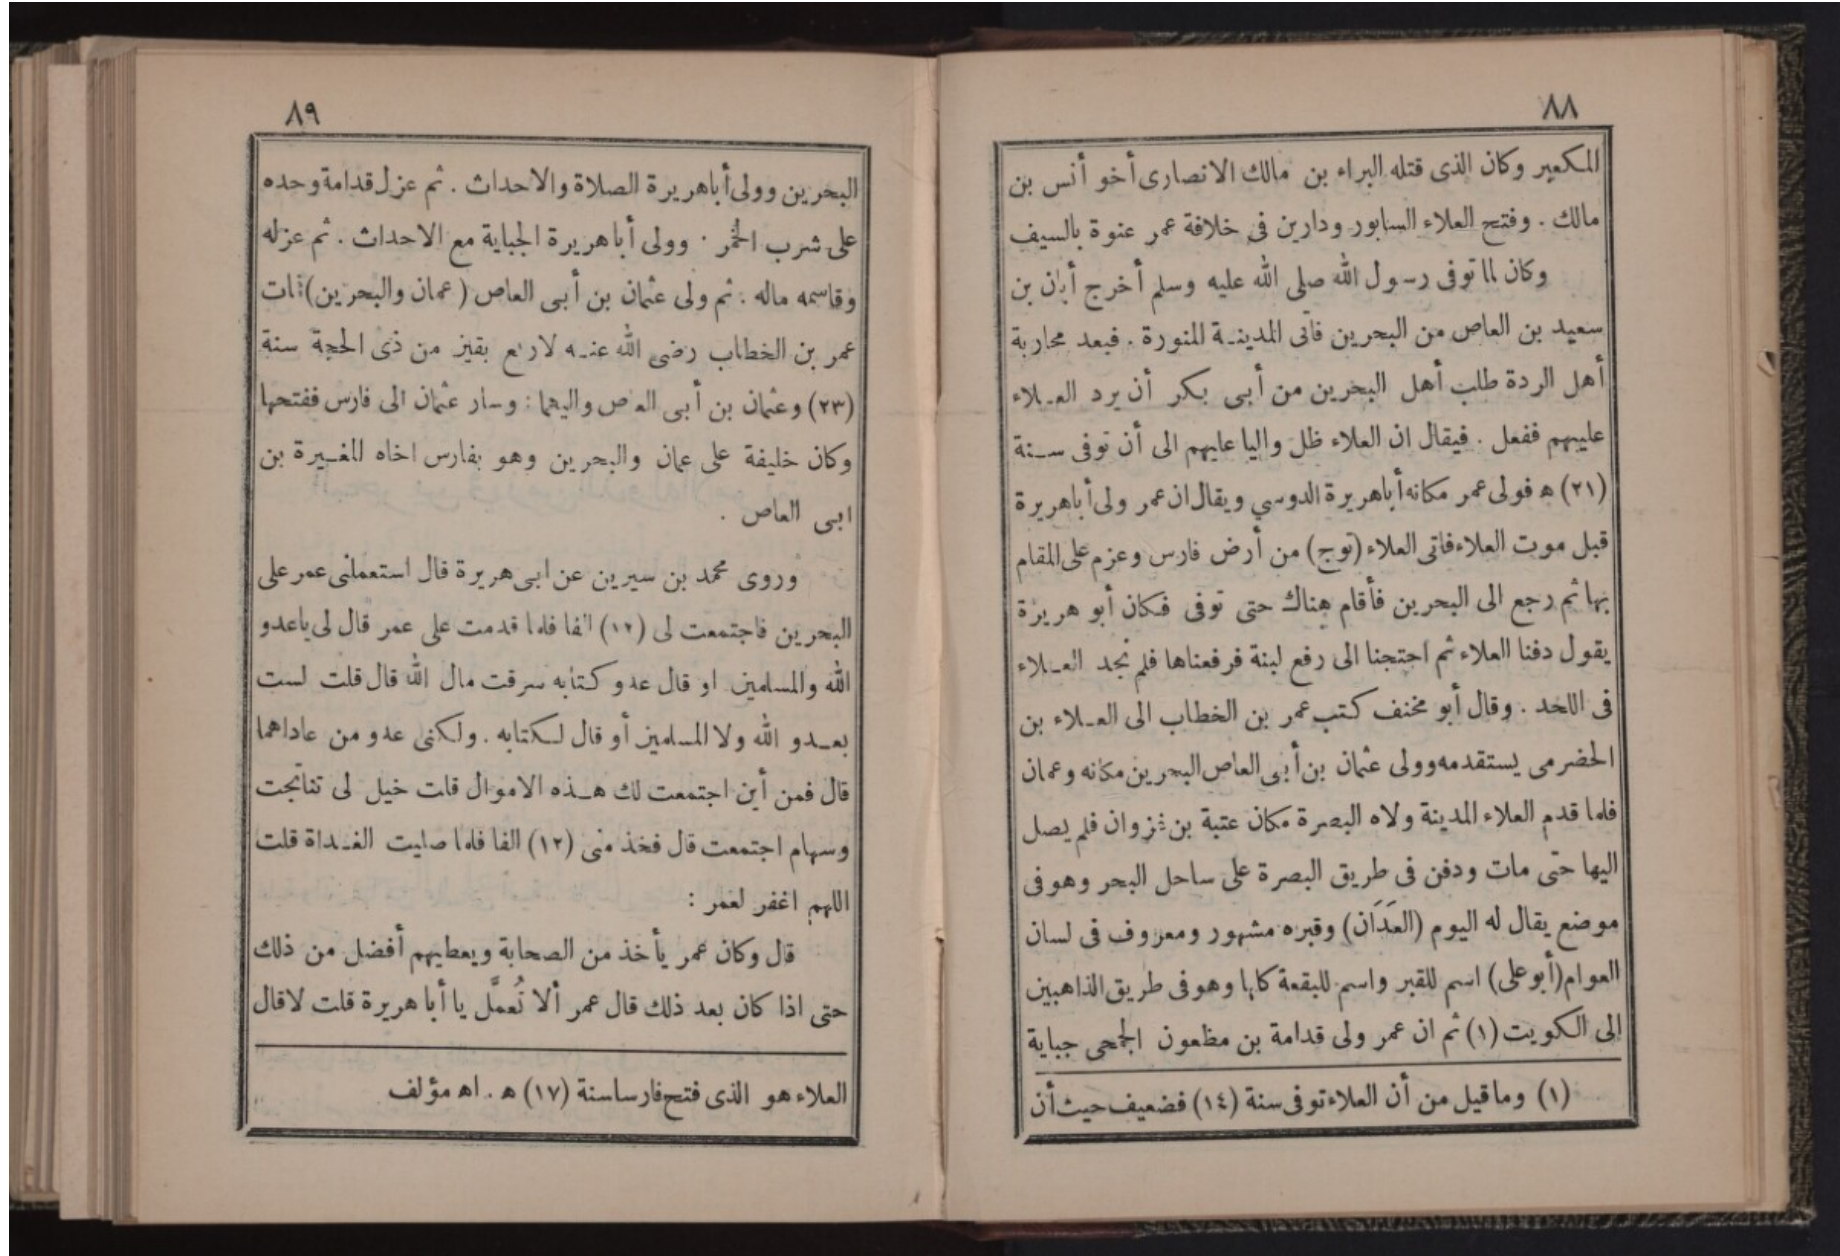 ٨٨
المكعبر وكان الذى قتله البراء بن مالك الانصارى أخو أنس بن
مالك . وفتح العلاء السابور ودارين فى خلافة عمر عنوة بالسيف
وكان لما توفى رسول الله صلى الله عليه وسلم أخرج أبان بن
سعيد بن العاص من البحرين فاتى المدينة المنورة . فبعد محاربة
أهل الردة طلب أهل البحرين من أبى بكر أن يرد العلاء
عليهم ففعل . فيقال ان العلاء ظل واليا عليهم الى أن توفى سنة
(٢١) ه فولى عمر مكانه أبا هريرة الدوسي ويقال ان عمر ولى أبا هريرة
قبل موت العلاء فاتى العلاء (توج) من أرض فارس وعزم على المقام
بها ثم رجع الى البحرين فأقام هناك حتى توفى فكان أبو هريرة
يقول دفنا العلاء ثم احتجنا الى رفع لبنة فرفعناها فلم نجد العلاء
فى اللحد . وقال أبو مخنف كتب عمر بن الخطاب الى العلاء بن
الحضرمى يستقدمه وولى عثمان بن أبى العاص البحرين مكانه وعمان
فلما قدم العلاء المدينة ولاه البصرة مكان عتبة بن غزوان فلم يصل
اليها حتى مات ودفن فى طريق البصرة على ساحل البحر وهو فى
موضع يقال له اليوم (العَدَان) وقبره مشهور ومعروف فى لسان
العوام (أبو على) اسم للقبر واسم للبقعة كلها وهو فى طريق الذاهبين
إلى الكويت (١) ثم ان عمر ولى قدامة بن مظعون الجمحى جباية
(١) وما قيل من أن العلاء توفى سنة (١٤) فضعيف حيث أن
٨٩
البحرين وولى أبا هريرة الصلاة والاحداث . ثم عزل قدامة وحده
على شرب الخمر . وولى أبا هريرة الجباية مع الاحداث . ثم عزله
وقاسمه ماله : ثم ولى عثمان بن أبى العاص (عمان والبحرين) فمات
عمر بن الخطاب رضى الله عنه لاربع بقين من ذى الحجة سنة
(٢٣) وعثمان بن أبى العاص واليهما : وسار عثمان الى فارس ففتحها
وكان خليفة على عمان والبحرين وهو بفارس اخاه المغيرة بن
ابى العاص .
وروى محمد بن سيرين عن ابى هريرة قال استعملنى عمر على
البحرين فاجتمعت لى (١٢) الفا فلما قدمت على عمر قال لى ياعدو
الله والمسلمين او قال عدو كتابه سرقت مال الله قال قلت لست
بعدو الله ولا المسلمين أو قال لكتابه . ولكنى عدو من عاداهما
قال فمن أين اجتمعت لك هذه الاموال قلت خيل لى تناتجت
وسهام اجتمعت قال فخذ منى (١٢) الفا فلما صليت الغداة قلت
اللهم اغفر لعمر :
قال وكان عمر يأخذ من الصحابة ويعطيهم أفضل من ذلك
حتى اذا كان بعد ذلك قال عمر ألا تُعمَّل يا أبا هريرة قلت لا قال
العلاء هو الذى فتح فارسا سنة (١٧) ه . اه مؤلف